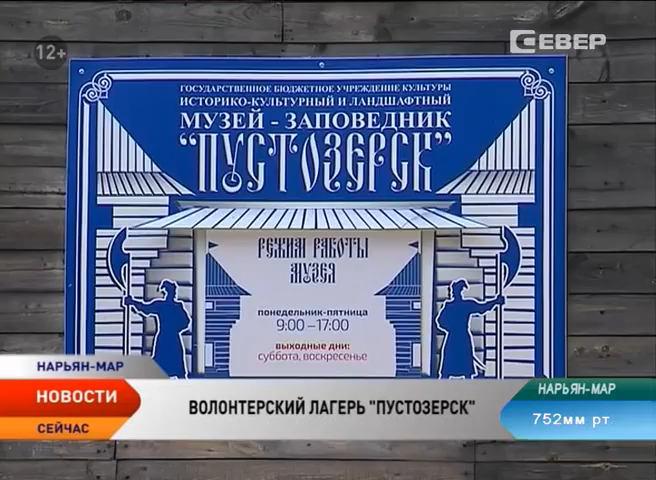 12+
СЕВЕР
ГОСУДАРСТВЕННОЕ БЮДЖЕТНОЕ УЧРЕЖДЕНИЕ КУЛЬТУРЫ
ИСТОРИКО-КУЛЬТУРНЫЙ И ЛАНДШАФТНЫЙ
МУЗЕЙ - ЗАПОВЕДНИК
"ПУСТОЗЕРСК"
РЕЖИМ РАБОТЫ
МУЗЕЯ
понедельник-пятница
9:00 –17:00
выходные дни:
суббота, воскресенье
НАРЬЯН-МАР
НОВОСТИ
СЕЙЧАС
ВОЛОНТЕРСКИЙ ЛАГЕРЬ "ПУСТОЗЕРСК"
НАРЬЯН-МАР
752мм рт